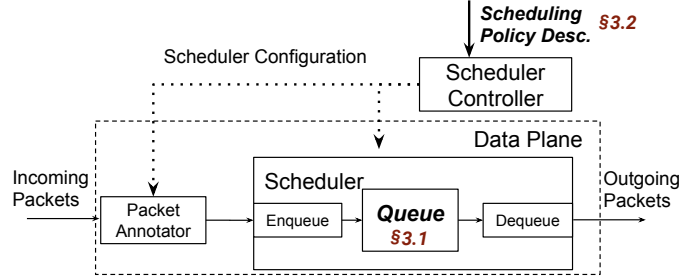 Scheduling §3.2
Policy Desc.
Scheduler Configuration
Scheduler
Controller
Data Plane
Incoming
Packets
Scheduler
Outgoing
Packets
Packet
Annotator
Enqueue
Queue
§3.1
Dequeue